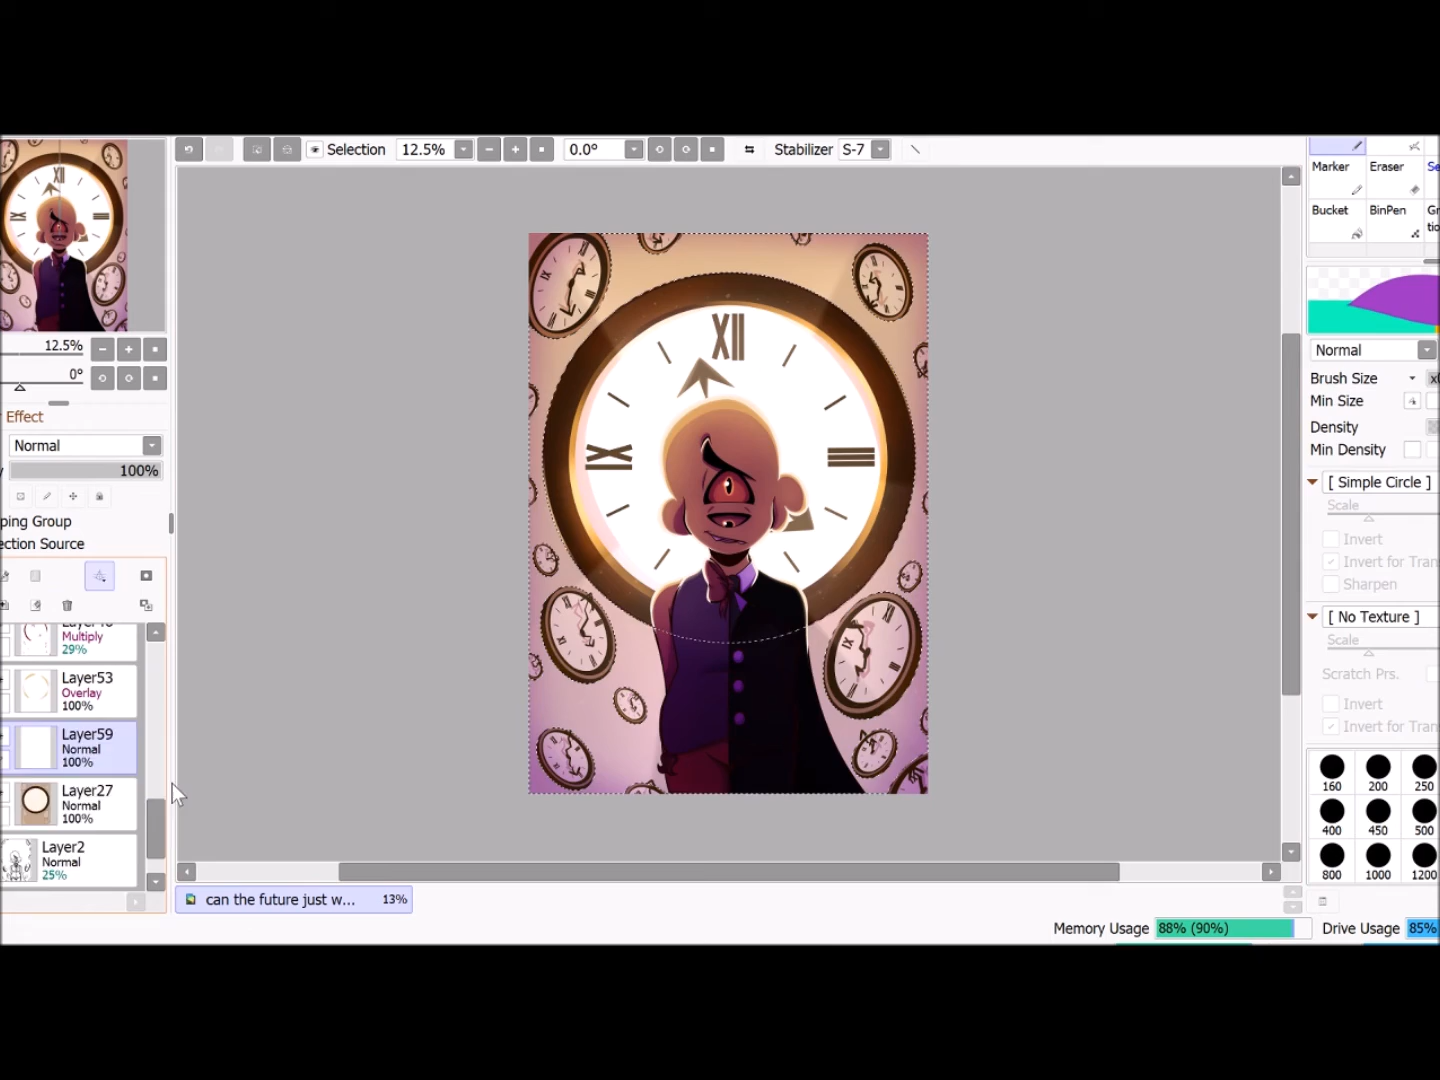 Selection 12.5% 0.0° Stabilizer S-7
12.5%
0°
Effect
Normal
100%
ping Group
ection Source
Multiply
29%
Layer53
Overlay
100%
Layer59
Normal
100%
Layer27
Normal
100%
Layer2
Normal
25%
XII
can the future just w... 13%
Memory Usage 88% (90%) Drive Usage 85%
Marker Eraser Se
Bucket BinPen Gr
tio
Normal
Brush Size
Min Size
Density
Min Density
[ Simple Circle ]
Scale
Invert
Invert for Tran
Sharpen
[ No Texture ]
Scale
Scratch Prs.
Invert
Invert for Tran
160 200 250
400 450 500
800 1000 1200